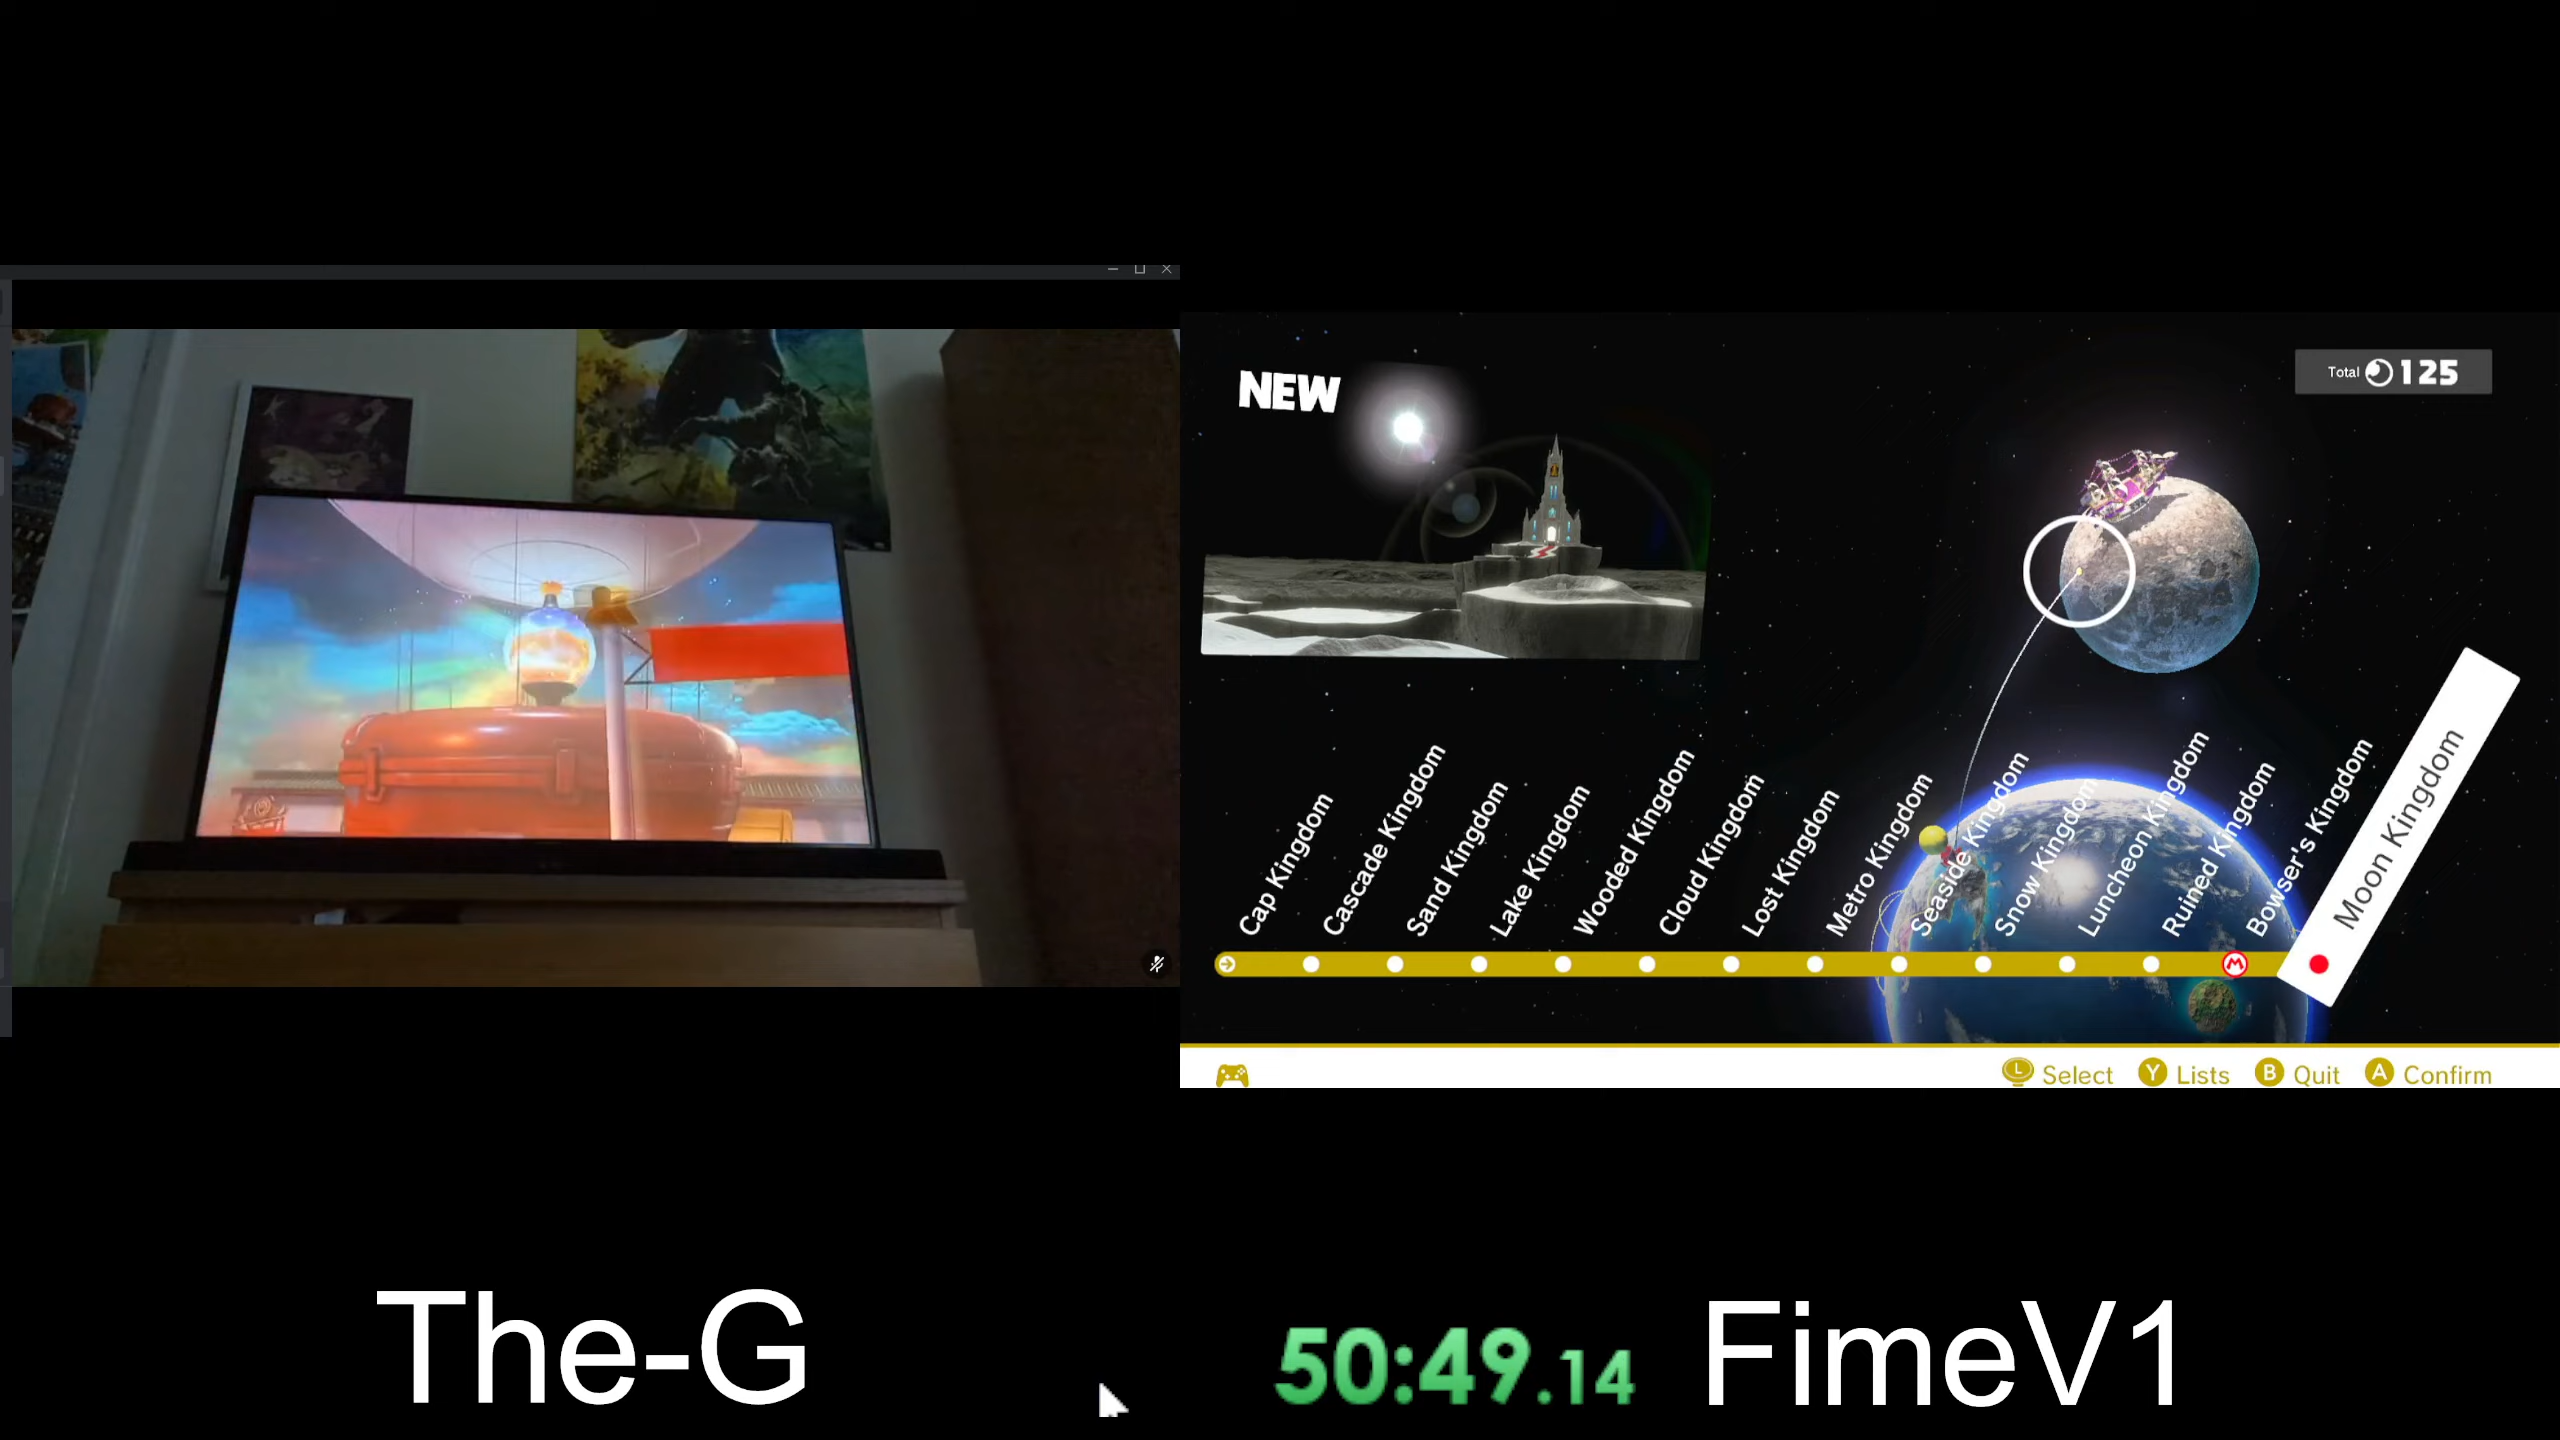 NEW
Total 125
Cap Kingdom
Cascade Kingdom
Sand Kingdom
Lake Kingdom
Wooded Kingdom
Cloud Kingdom
Lost Kingdom
Metro Kingdom
Seaside Kingdom
Snow Kingdom
Luncheon Kingdom
Ruined Kingdom
Bowser's Kingdom
Moon Kingdom
L Select Y Lists B Quit A Confirm
The-G
50:49.14
FimeV1